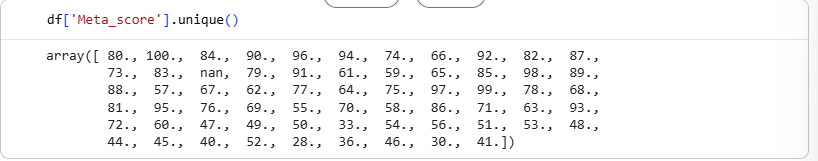 df['Meta_score'].unique()
array([ 80., 100., 84., 90., 96., 94., 74., 66., 92., 82., 87.,
73., 83., nan, 79., 91., 61., 59., 65., 85., 98., 89.,
88., 57., 67., 62., 77., 64., 75., 97., 99., 78., 68.,
81., 95., 76., 69., 55., 70., 58., 86., 71., 63., 93.,
72., 60., 47., 49., 50., 33., 54., 56., 51., 53., 48.,
44., 45., 40., 52., 28., 36., 46., 30., 41.])